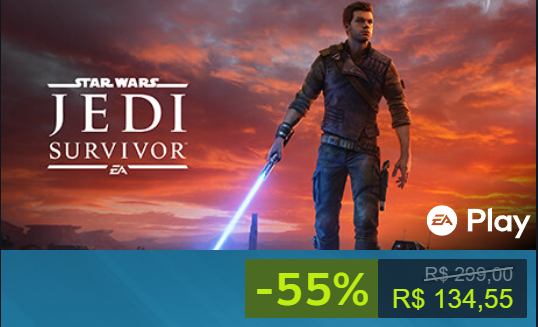 STAR WARS
JEDI
SURVIVOR
EA
EA Play
-55%
R$ 299,00
R$ 134,55